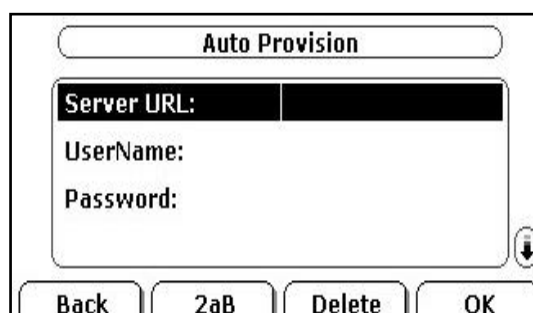 Auto Provision
Server URL:
UserName:
Password:
Back 2aB Delete OK